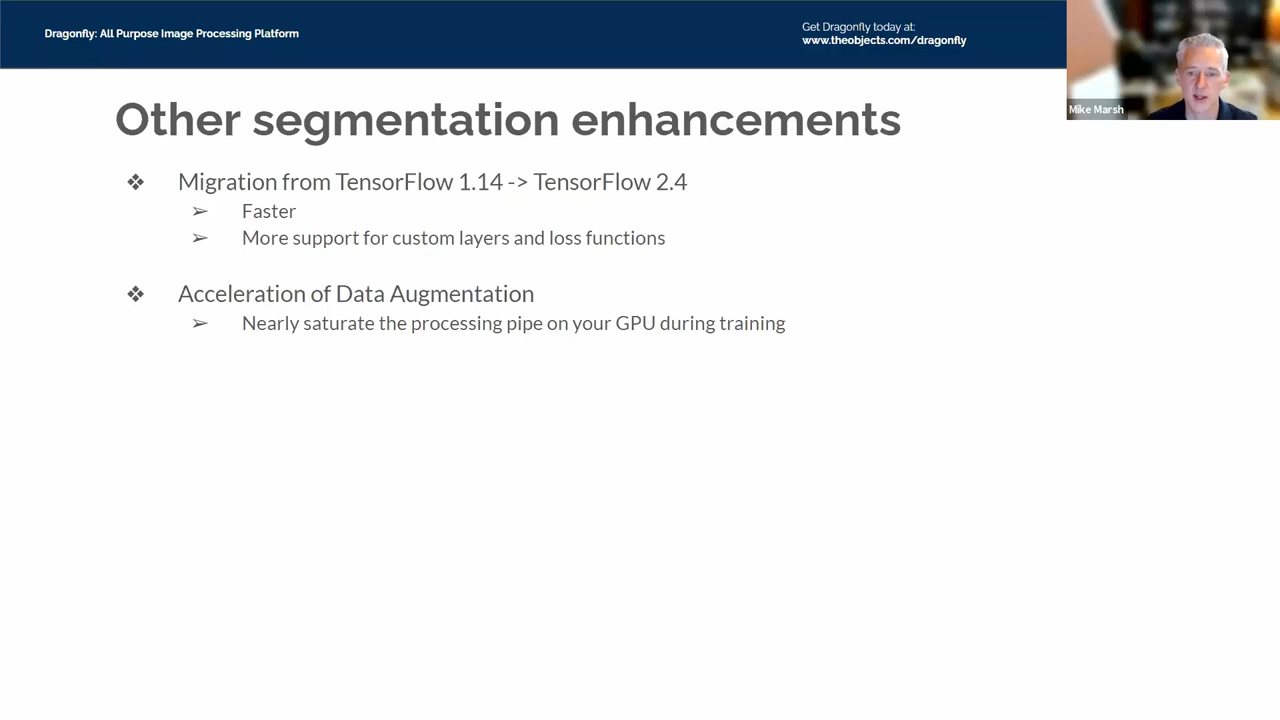 Dragonfly: All Purpose Image Processing Platform
Get Dragonfly today at:
www.theobjects.com/dragonfly
Mike Marsh
Other segmentation enhancements
❖ Migration from TensorFlow 1.14 -> TensorFlow 2.4
➢ Faster
➢ More support for custom layers and loss functions
❖ Acceleration of Data Augmentation
➢ Nearly saturate the processing pipe on your GPU during training